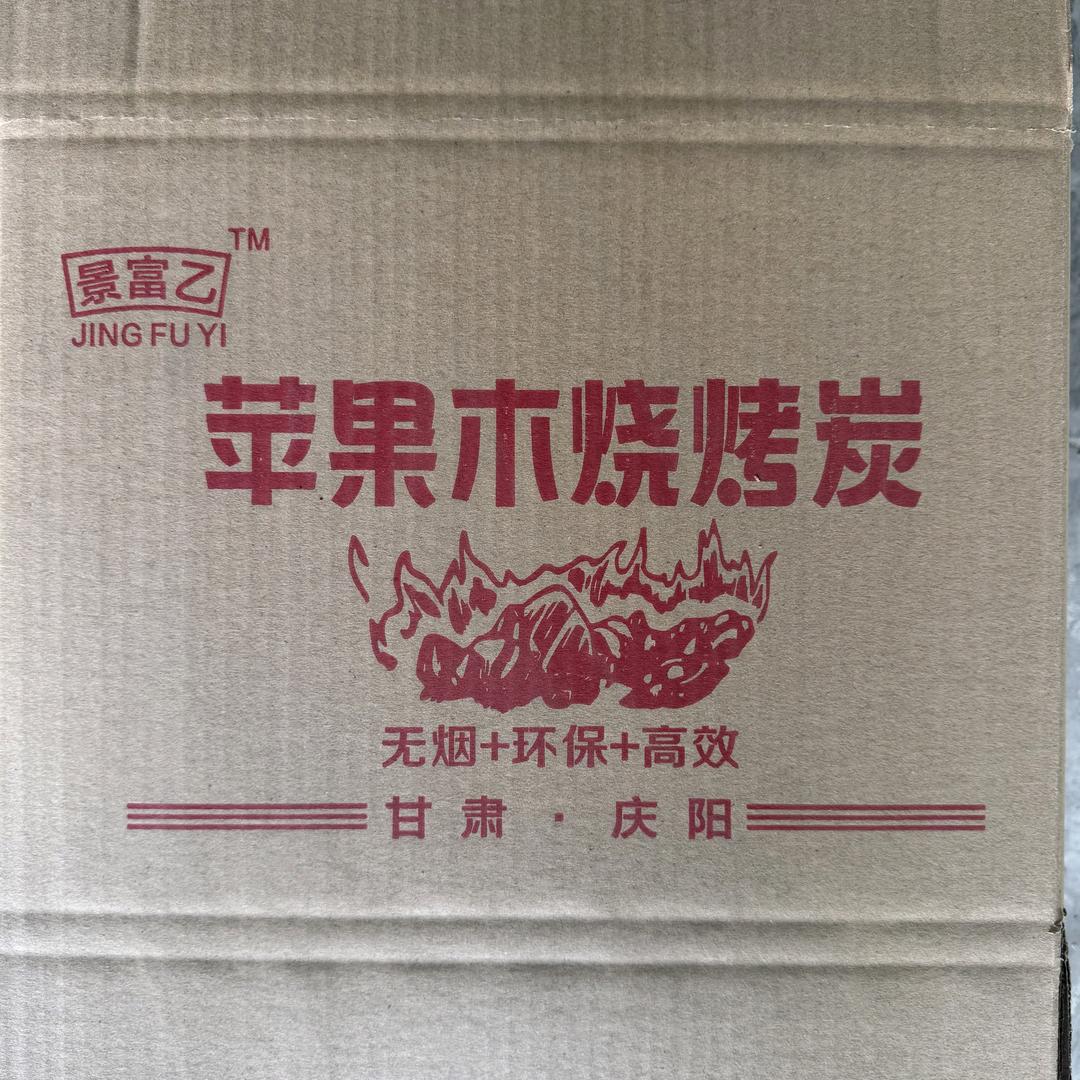 TM
景富乙
JING FU YI
苹果木烧烤炭
无烟+环保+高效
甘肃·庆阳